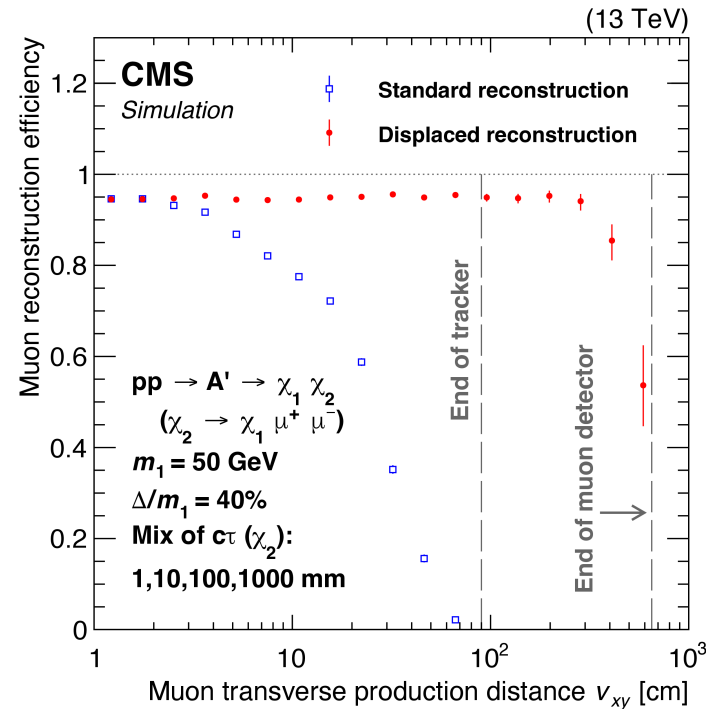 (13 TeV)
CMS
Simulation
Standard reconstruction
Displaced reconstruction
Muon reconstruction efficiency
1.2
1
0.8
0.6
0.4
0.2
0
End of tracker
End of muon detector
pp → A' → χ₁ χ₂
(χ₂ → χ₁ μ⁺ μ⁻)
m₁ = 50 GeV
Δ/m₁ = 40%
Mix of cτ (χ₂):
1,10,100,1000 mm
1 10 10² 10³
Muon transverse production distance v_xy [cm]